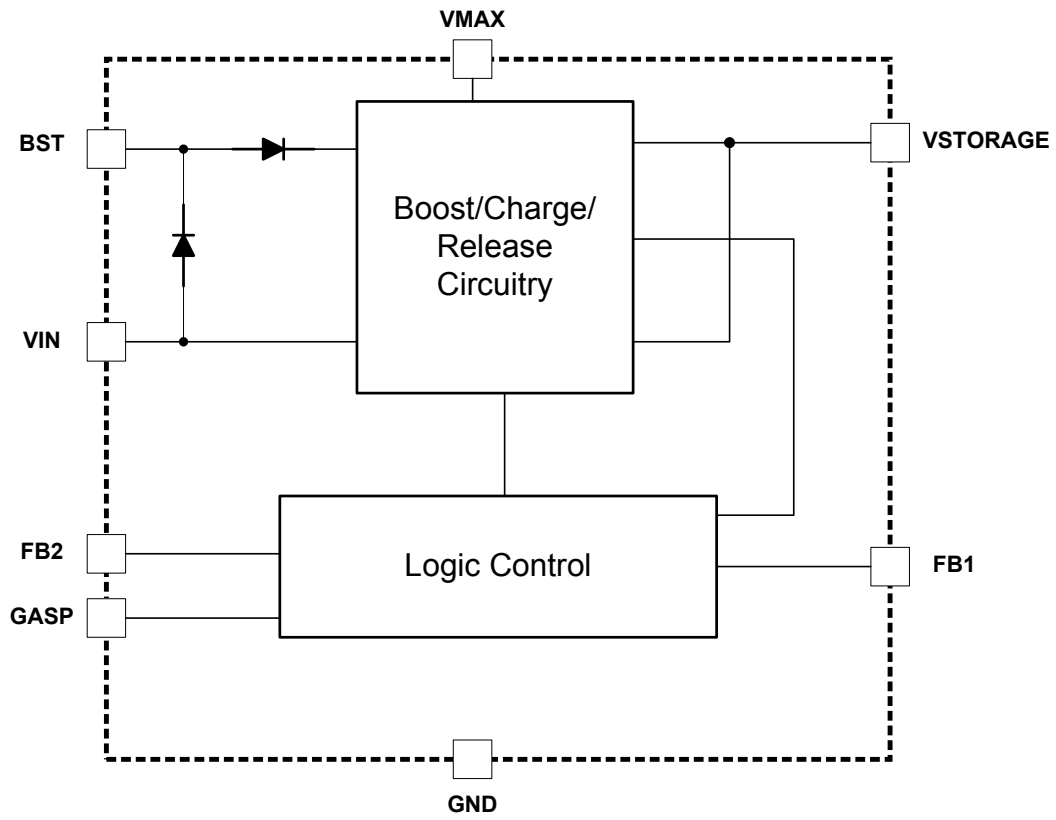 VMAX
BST
VSTORAGE
Boost/Charge/
Release
Circuitry
VIN
FB2
Logic Control
FB1
GASP
GND